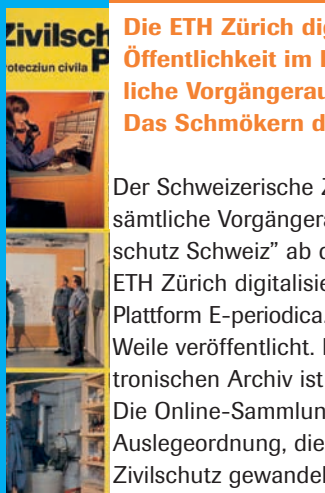 Zivilsch
otecziun civila P
Die ETH Zürich dig
Öffentlichkeit im
liche Vorgängerau
Das Schmökern d
Der Schweizerische Z
sämtliche Vorgängera
schutz Schweiz” ab d
ETH Zürich digitalisie
Plattform E-periodica.
Weile veröffentlicht.
tronischen Archiv ist
Die Online-Sammlun
Auslegeordnung, die
Zivilschutz gewandel